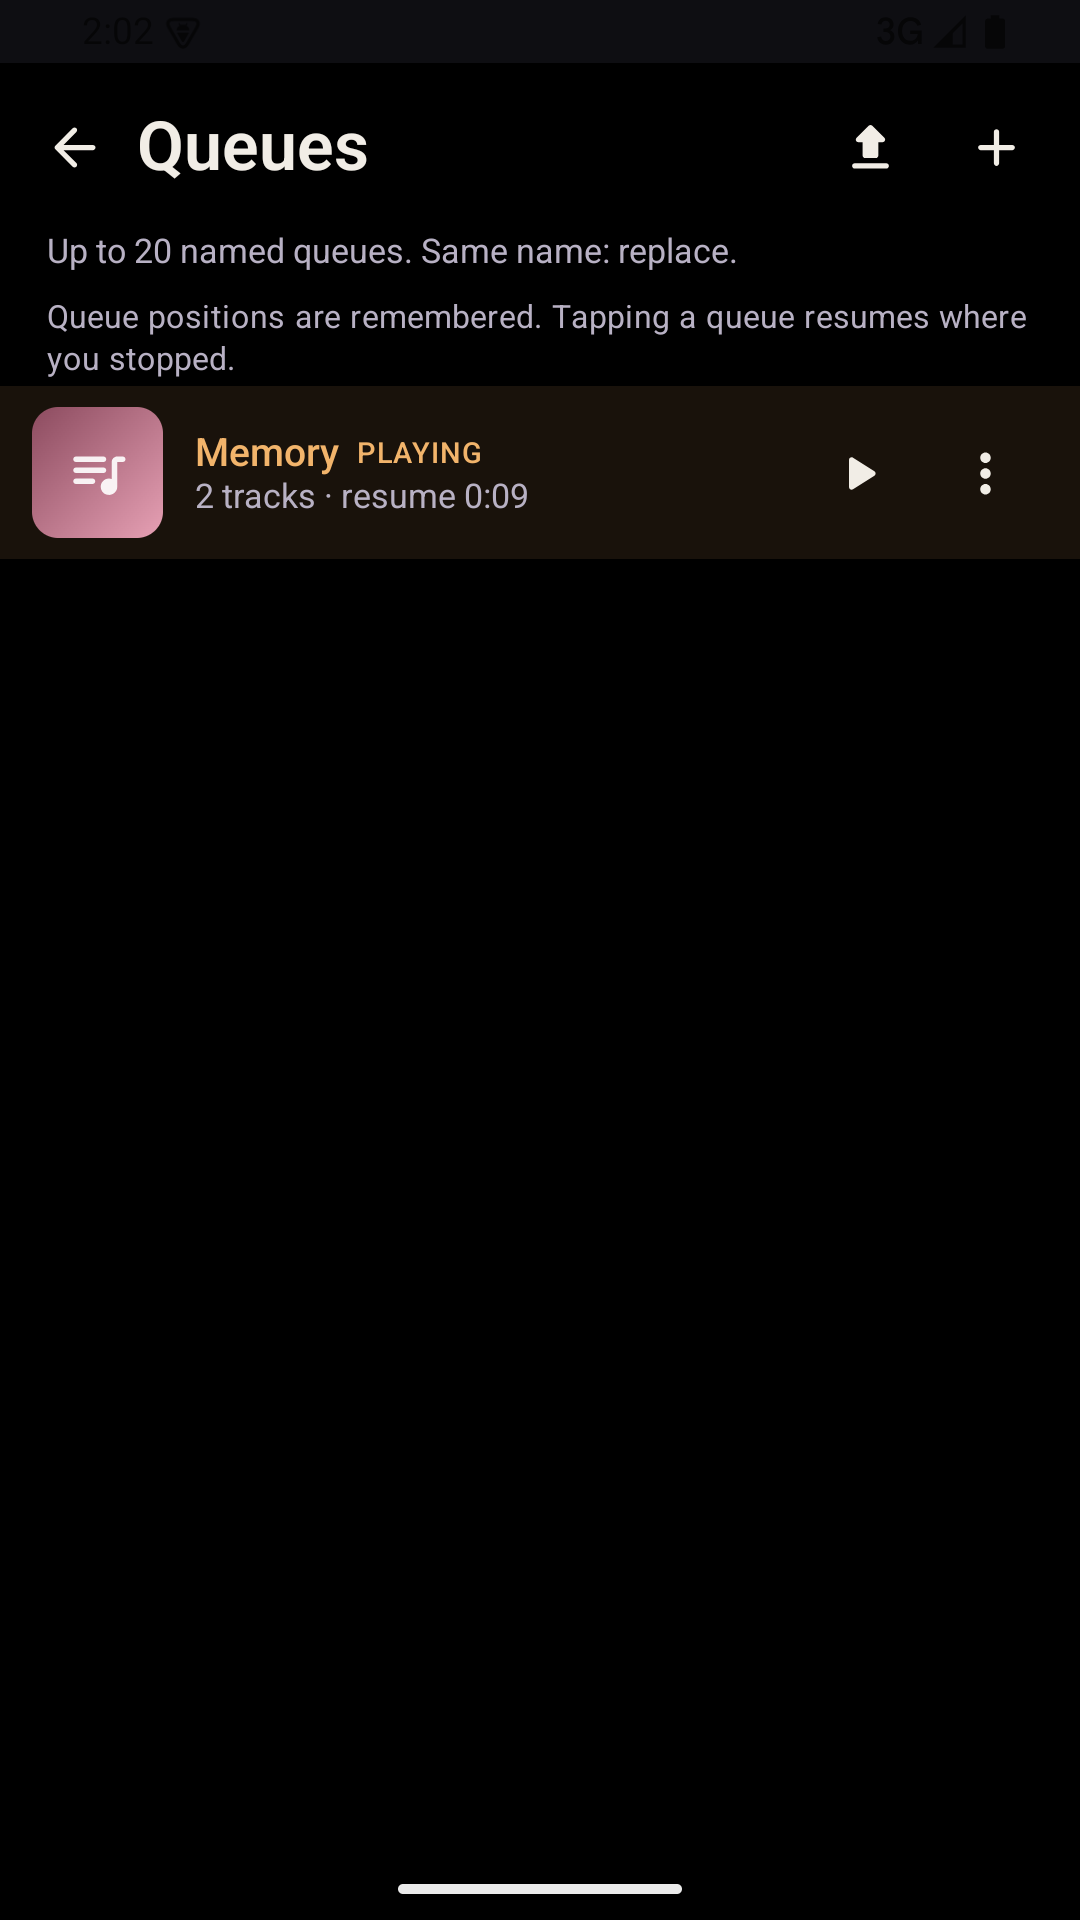 2:02
3G
Queues
Up to 20 named queues. Same name: replace.
Queue positions are remembered. Tapping a queue resumes where
you stopped.
Memory PLAYING
2 tracks · resume 0:09